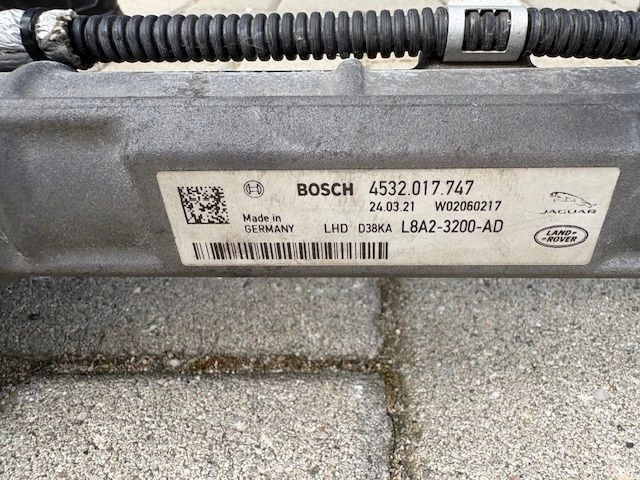 BOSCH 4532.017.747
24.03.21 W02060217
Made in
GERMANY
LHD D38KA L8A2-3200-AD
JAGUAR
LAND-
ROVER